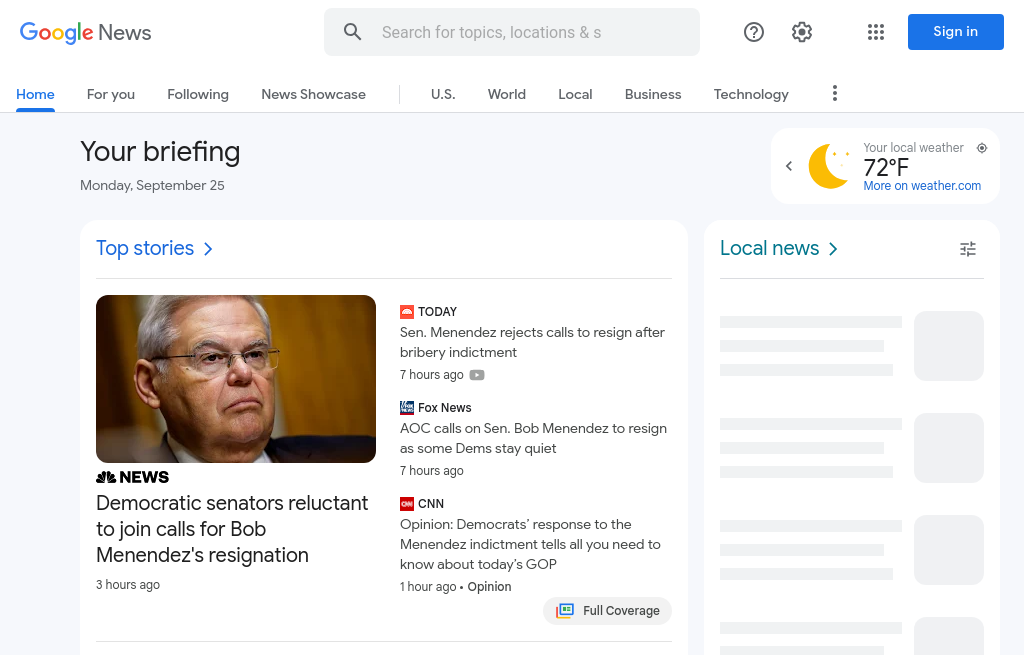 Google News
Search for topics, locations & s
Sign in
Home
For you
Following
News Showcase
U.S.
World
Local
Business
Technology
Your briefing
Monday, September 25
Your local weather
72°F
More on weather.com
Top stories
NEWS
Democratic senators reluctant
to join calls for Bob
Menendez's resignation
3 hours ago
TODAY
Sen. Menendez rejects calls to resign after
bribery indictment
7 hours ago
FOX NEWS Fox News
AOC calls on Sen. Bob Menendez to resign
as some Dems stay quiet
7 hours ago
CNN CNN
Opinion: Democrats’ response to the
Menendez indictment tells all you need to
know about today’s GOP
1 hour ago • Opinion
Full Coverage
Local news